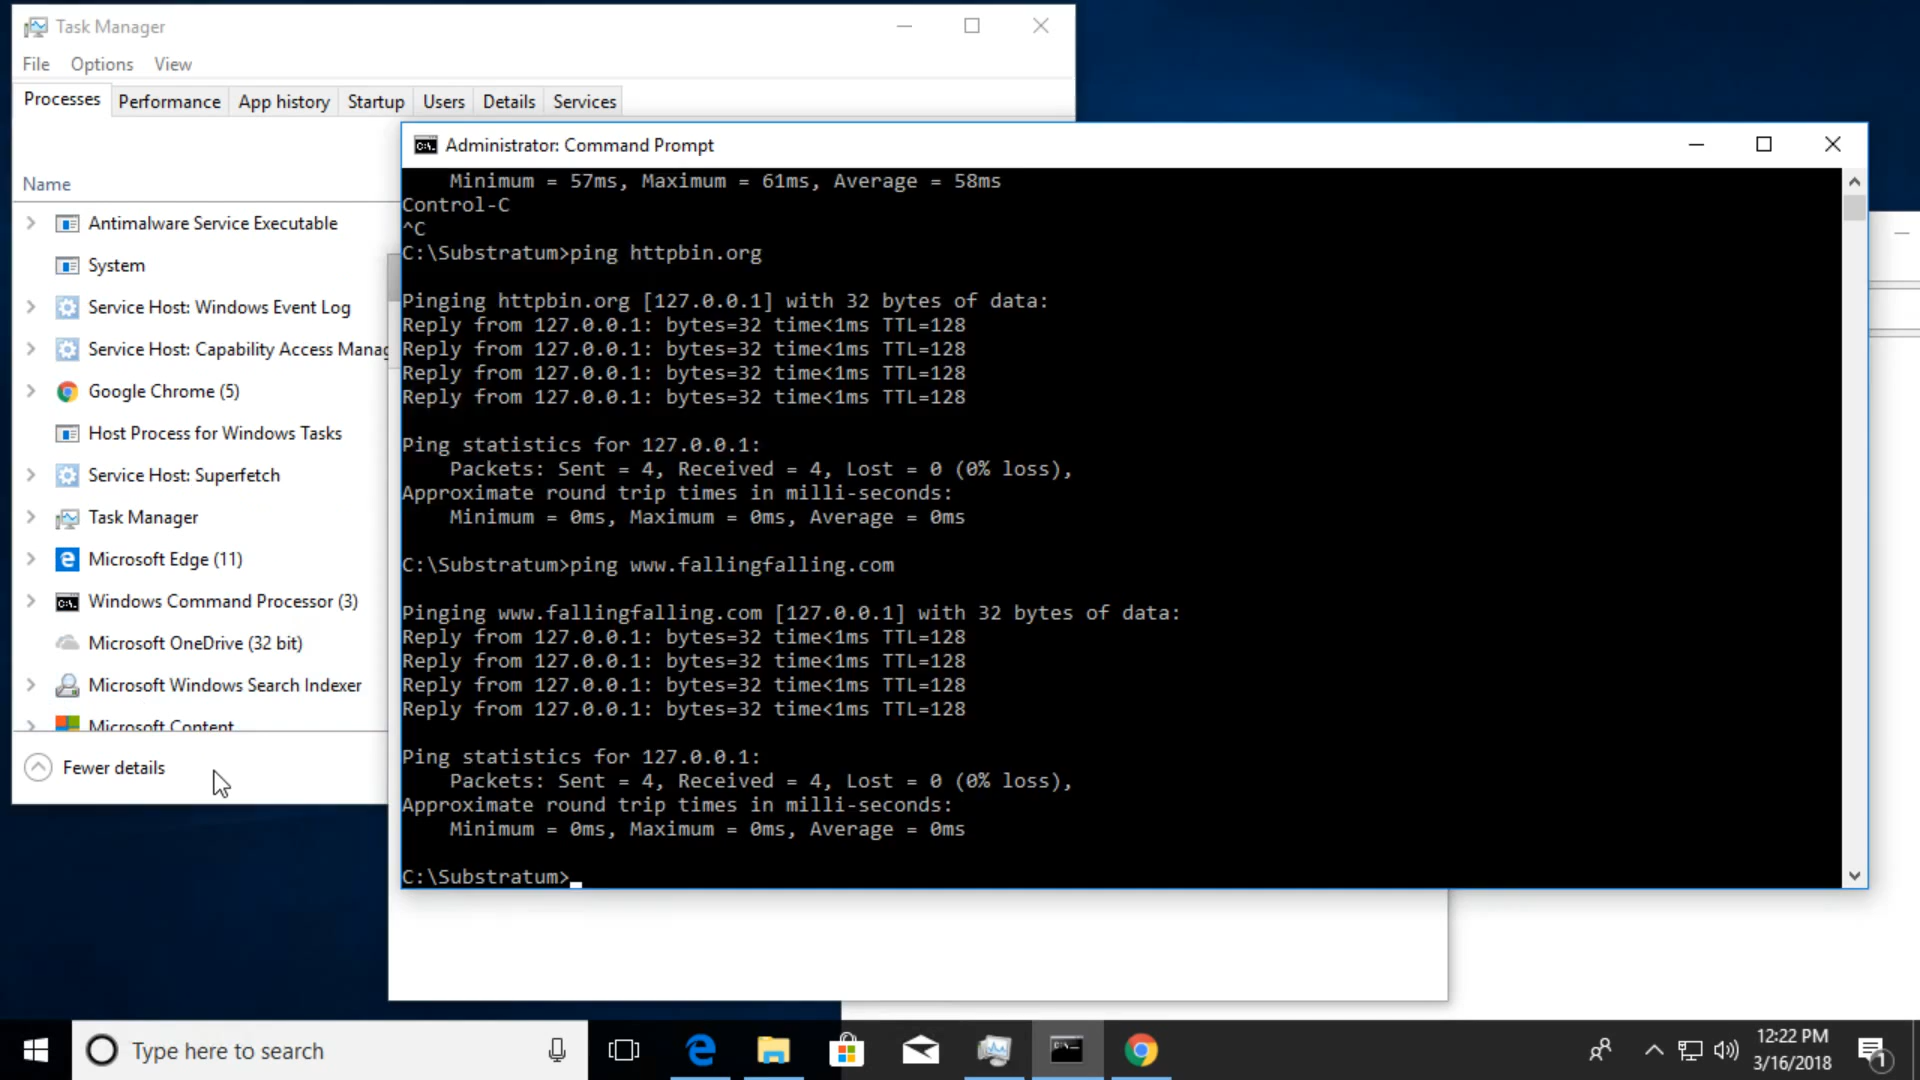 Task Manager
File Options View
Processes Performance App history Startup Users Details Services
Name
Antimalware Service Executable
System
Service Host: Windows Event Log
Service Host: Capability Access Manag
Google Chrome (5)
Host Process for Windows Tasks
Service Host: Superfetch
Task Manager
Microsoft Edge (11)
Windows Command Processor (3)
Microsoft OneDrive (32 bit)
Microsoft Windows Search Indexer
Microsoft Content
Fewer details
Administrator: Command Prompt
Minimum = 57ms, Maximum = 61ms, Average = 58ms
Control-C
^C
C:\Substratum>ping httpbin.org
Pinging httpbin.org [127.0.0.1] with 32 bytes of data:
Reply from 127.0.0.1: bytes=32 time<1ms TTL=128
Reply from 127.0.0.1: bytes=32 time<1ms TTL=128
Reply from 127.0.0.1: bytes=32 time<1ms TTL=128
Reply from 127.0.0.1: bytes=32 time<1ms TTL=128
Ping statistics for 127.0.0.1:
Packets: Sent = 4, Received = 4, Lost = 0 (0% loss),
Approximate round trip times in milli-seconds:
Minimum = 0ms, Maximum = 0ms, Average = 0ms
C:\Substratum>ping www.fallingfalling.com
Pinging www.fallingfalling.com [127.0.0.1] with 32 bytes of data:
Reply from 127.0.0.1: bytes=32 time<1ms TTL=128
Reply from 127.0.0.1: bytes=32 time<1ms TTL=128
Reply from 127.0.0.1: bytes=32 time<1ms TTL=128
Reply from 127.0.0.1: bytes=32 time<1ms TTL=128
Ping statistics for 127.0.0.1:
Packets: Sent = 4, Received = 4, Lost = 0 (0% loss),
Approximate round trip times in milli-seconds:
Minimum = 0ms, Maximum = 0ms, Average = 0ms
C:\Substratum>
Type here to search
12:22 PM
3/16/2018
1